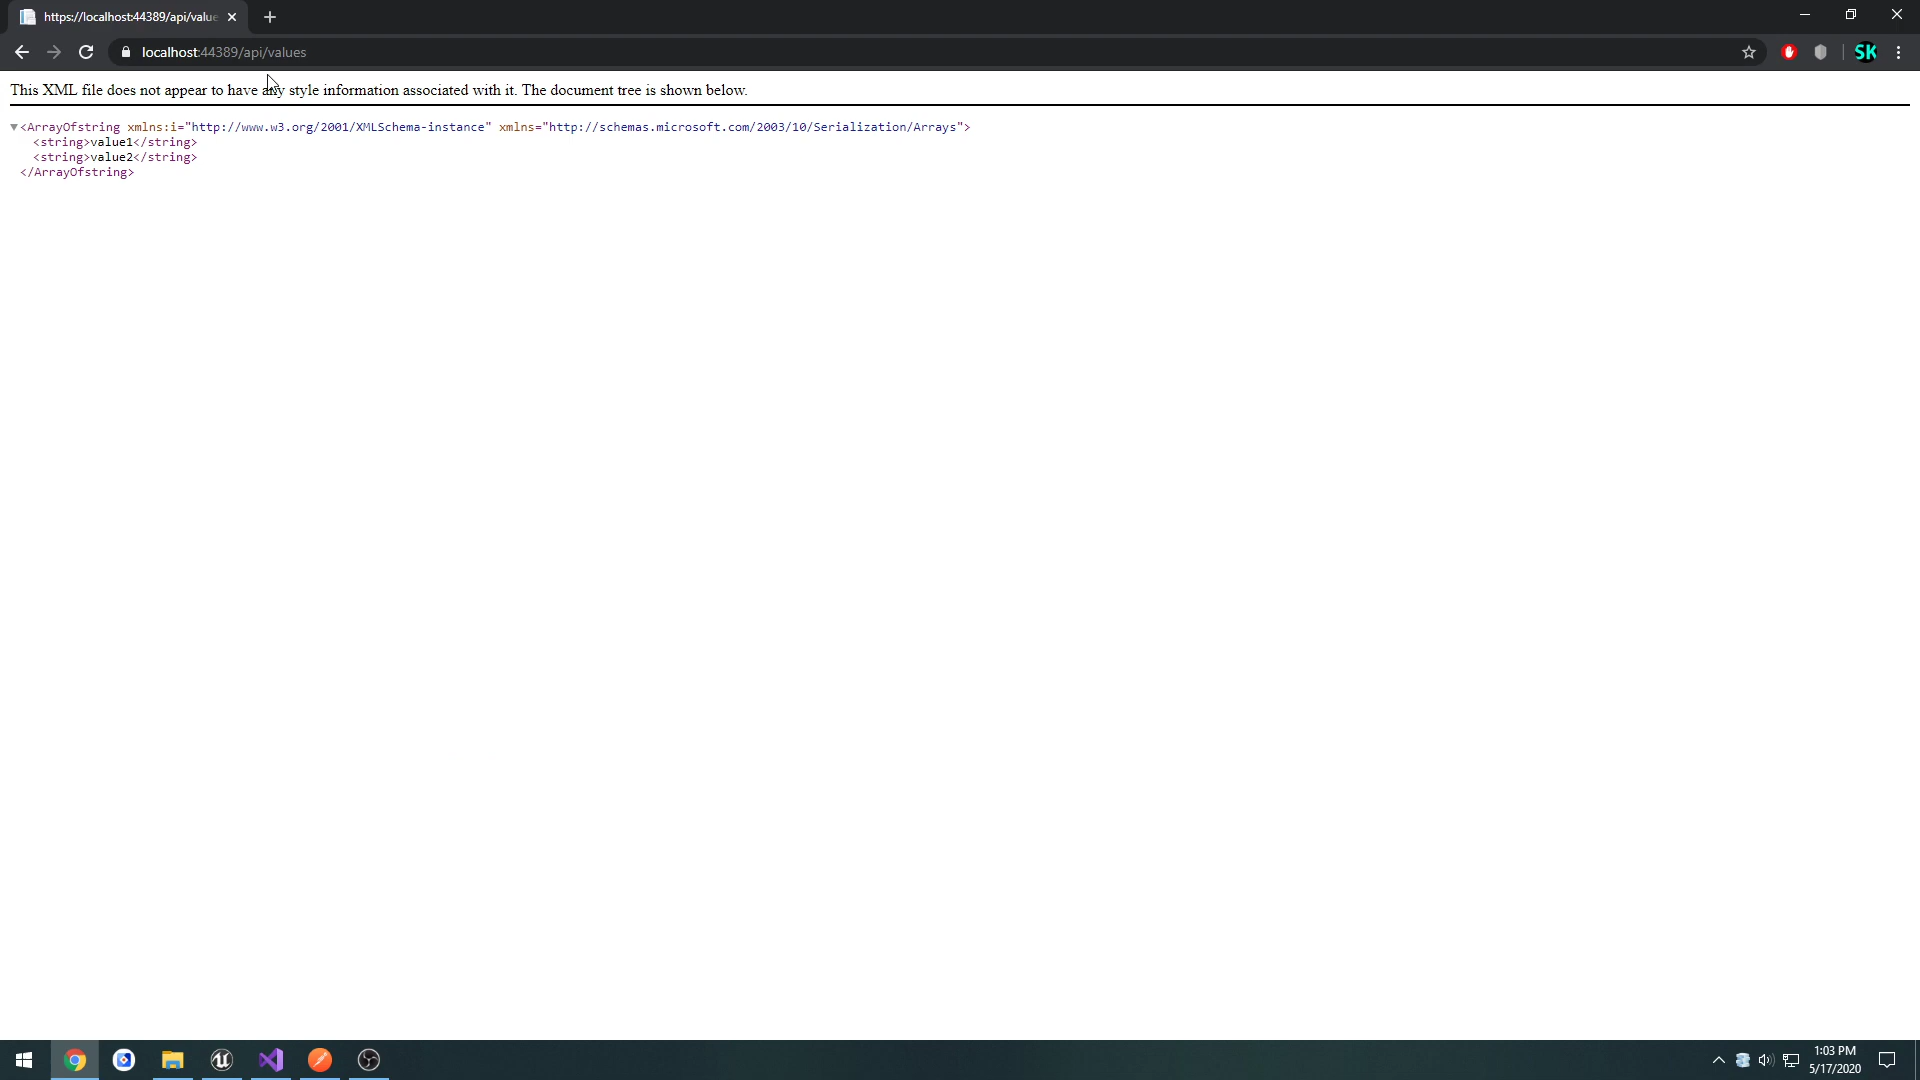 https://localhost:44389/api/value
localhost:44389/api/values
SK
This XML file does not appear to have any style information associated with it. The document tree is shown below.
<ArrayOfstring xmlns:i="http://www.w3.org/2001/XMLSchema-instance" xmlns="http://schemas.microsoft.com/2003/10/Serialization/Arrays">
<string>value1</string>
<string>value2</string>
</ArrayOfstring>
1:03 PM
5/17/2020